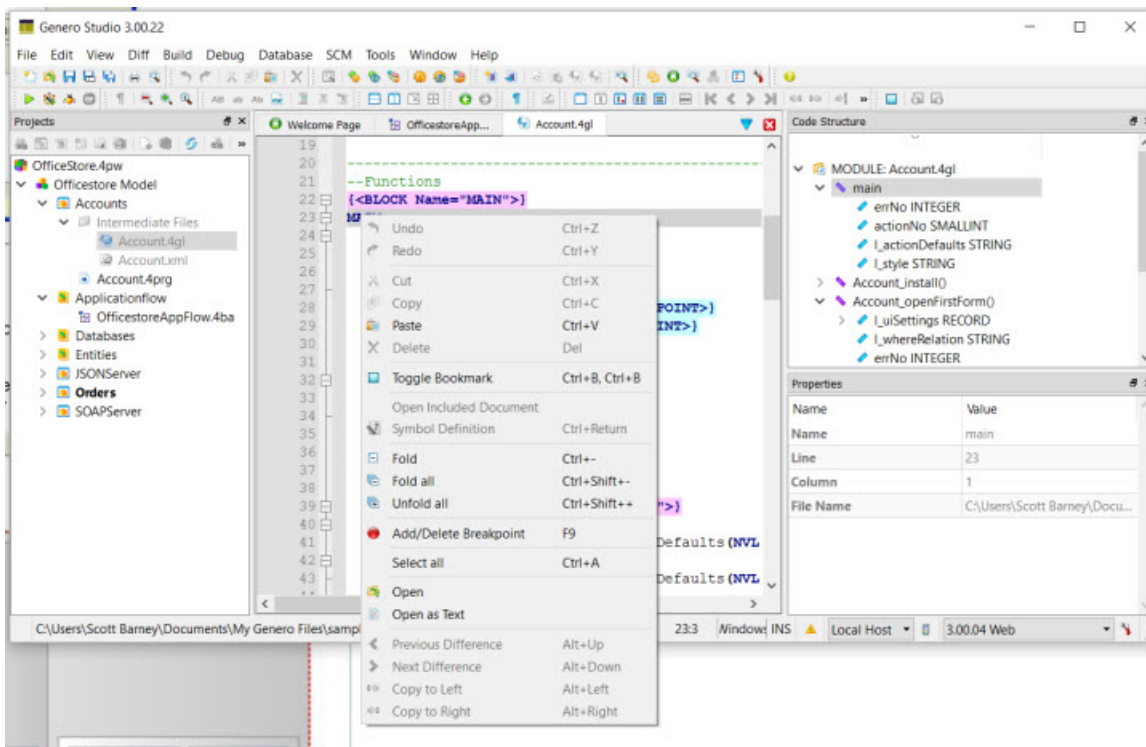 Genero Studio 3.00.22
File Edit View Diff Build Debug Database SCM Tools Window Help
Projects
OfficeStore.4pw
Officestore Model
Accounts
Intermediate Files
Account.4gl
Account.xml
Account.4prg
Applicationflow
OfficestoreAppFlow.4ba
Databases
Entities
JSONServer
Orders
SOAPServer
Welcome Page OfficestoreApp... Account.4gl
19
20
21 --Functions
22 {<BLOCK Name="MAIN">}
23
24
25
26
27
28 POINT>}
29 INT>}
30
31
32
33
34
35
36
37
38
39 ">}
40
41 Defaults(NVL
42
43 Defaults(NVL
Undo Ctrl+Z
Redo Ctrl+Y
Cut Ctrl+X
Copy Ctrl+C
Paste Ctrl+V
Delete Del
Toggle Bookmark Ctrl+B, Ctrl+B
Open Included Document
Symbol Definition Ctrl+Return
Fold Ctrl+-
Fold all Ctrl+Shift+-
Unfold all Ctrl+Shift++
Add/Delete Breakpoint F9
Select all Ctrl+A
Open
Open as Text
Previous Difference Alt+Up
Next Difference Alt+Down
Copy to Left Alt+Left
Copy to Right Alt+Right
Code Structure
MODULE: Account.4gl
main
errNo INTEGER
actionNo SMALLINT
l_actionDefaults STRING
l_style STRING
Account_install()
Account_openFirstForm()
l_uiSettings RECORD
l_whereRelation STRING
errNo INTEGER
Properties
Name Value
Name main
Line 23
Column 1
File Name C:\Users\Scott Barney\Docu...
C:\Users\Scott Barney\Documents\My Genero Files\samp 23:3 Window: INS Local Host 3.00.04 Web